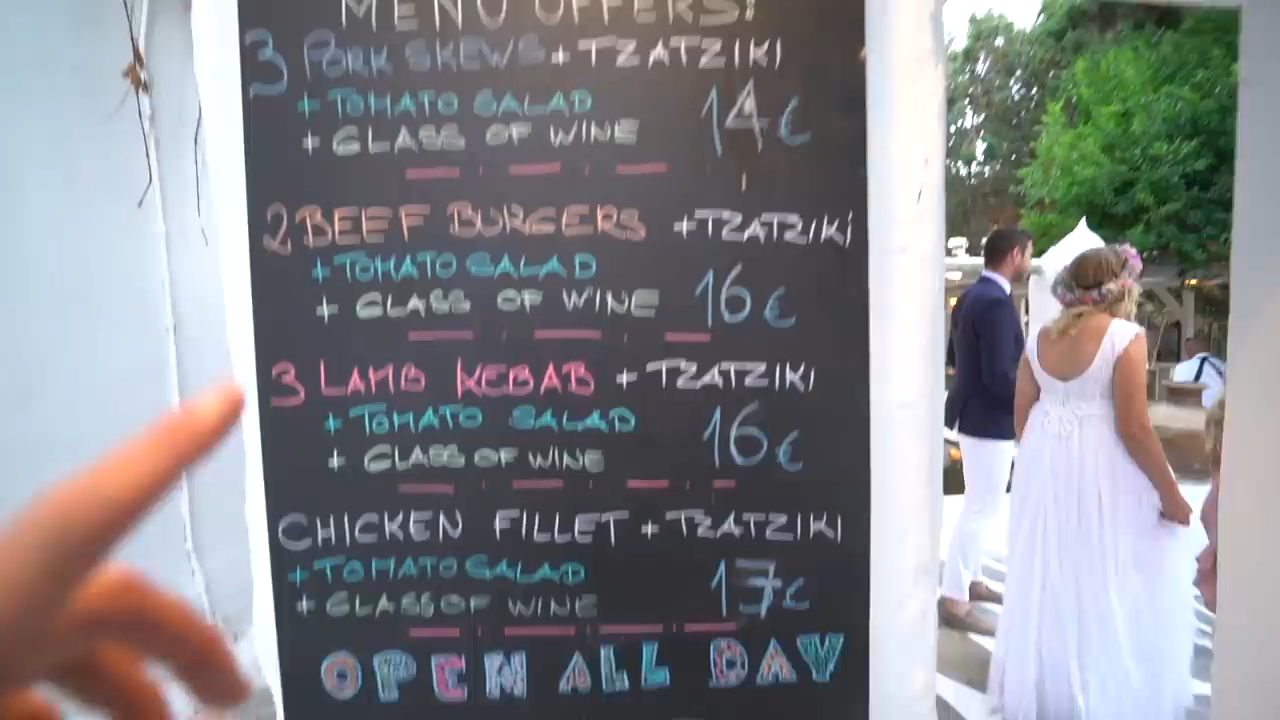 MENU OFFERS:
3 PORK SKEWS + TZATZIKI
+ TOMATO SALAD
+ GLASS OF WINE 14€
2 BEEF BURGERS + TZATZIKI
+ TOMATO SALAD
+ GLASS OF WINE 16€
3 LAMB KEBAB + TZATZIKI
+ TOMATO SALAD
+ GLASS OF WINE 16€
CHICKEN FILLET + TZATZIKI
+ TOMATO SALAD
+ GLASS OF WINE 17€
OPEN ALL DAY